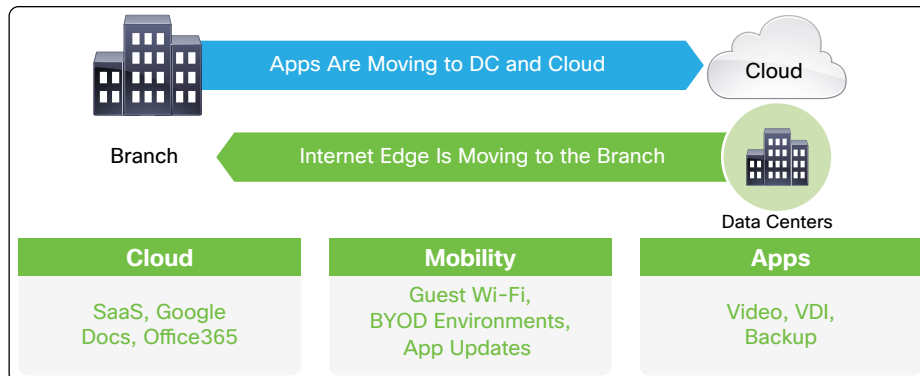 Apps Are Moving to DC and Cloud
Cloud
Branch
Internet Edge Is Moving to the Branch
Data Centers
Cloud
SaaS, Google
Docs, Office365
Mobility
Guest Wi-Fi,
BYOD Environments,
App Updates
Apps
Video, VDI,
Backup